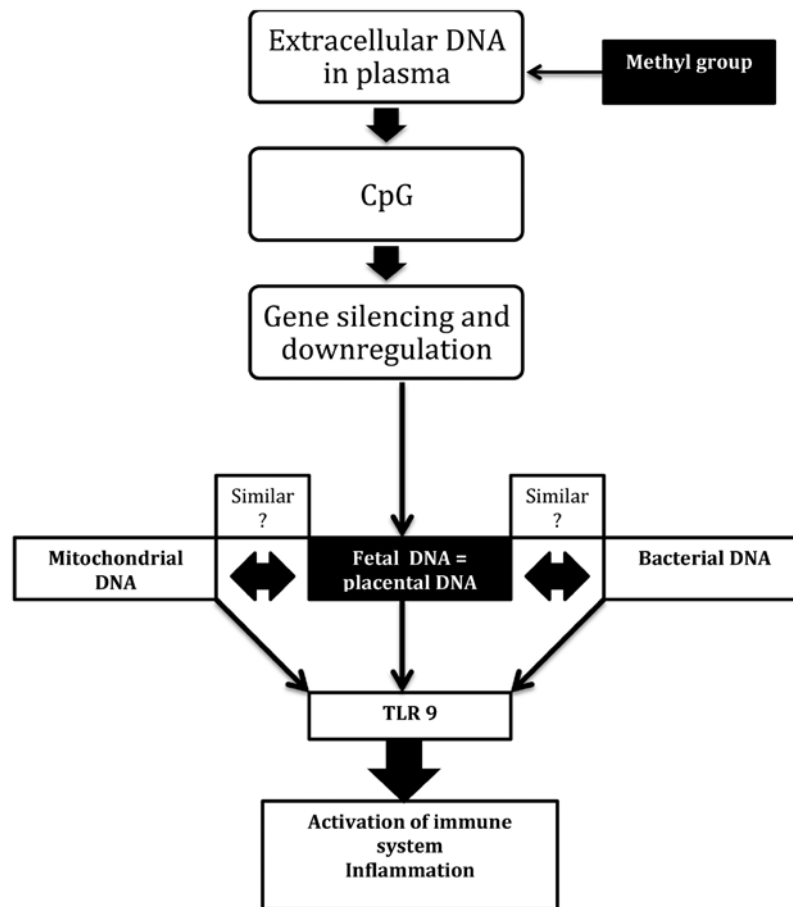 Extracellular DNA
in plasma
Methyl group
CpG
Gene silencing and
downregulation
Similar
?
Similar
?
Mitochondrial
DNA
Fetal DNA =
placental DNA
Bacterial DNA
TLR 9
Activation of immune
system
Inflammation